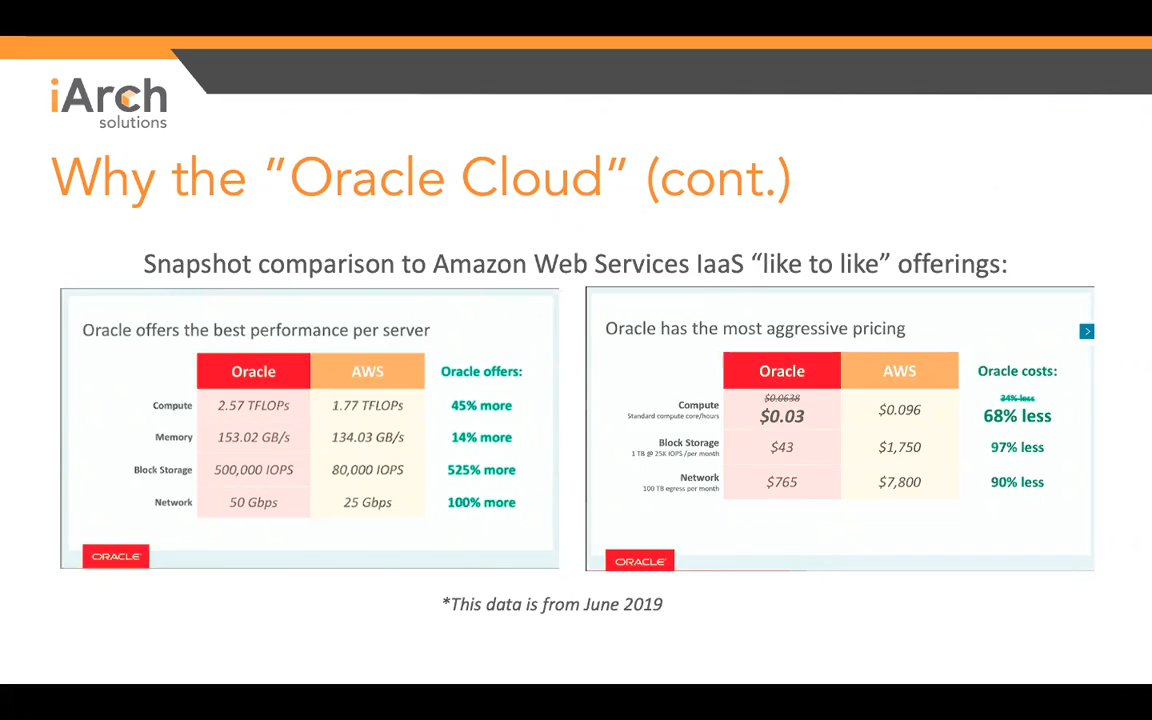 iArch
solutions
Why the "Oracle Cloud" (cont.)
Snapshot comparison to Amazon Web Services IaaS “like to like” offerings:
Oracle offers the best performance per server
Oracle AWS Oracle offers:
Compute 2.57 TFLOPs 1.77 TFLOPs 45% more
Memory 153.02 GB/s 134.03 GB/s 14% more
Block Storage 500,000 IOPS 80,000 IOPS 525% more
Network 50 Gbps 25 Gbps 100% more
ORACLE
Oracle has the most aggressive pricing
>
Oracle AWS Oracle costs:
$0.0638 34% less
Compute $0.03 $0.096 68% less
Standard compute core/hours
Block Storage $43 $1,750 97% less
1 TB @ 25K IOPS /per month
Network $765 $7,800 90% less
100 TB egress per month
ORACLE
*This data is from June 2019